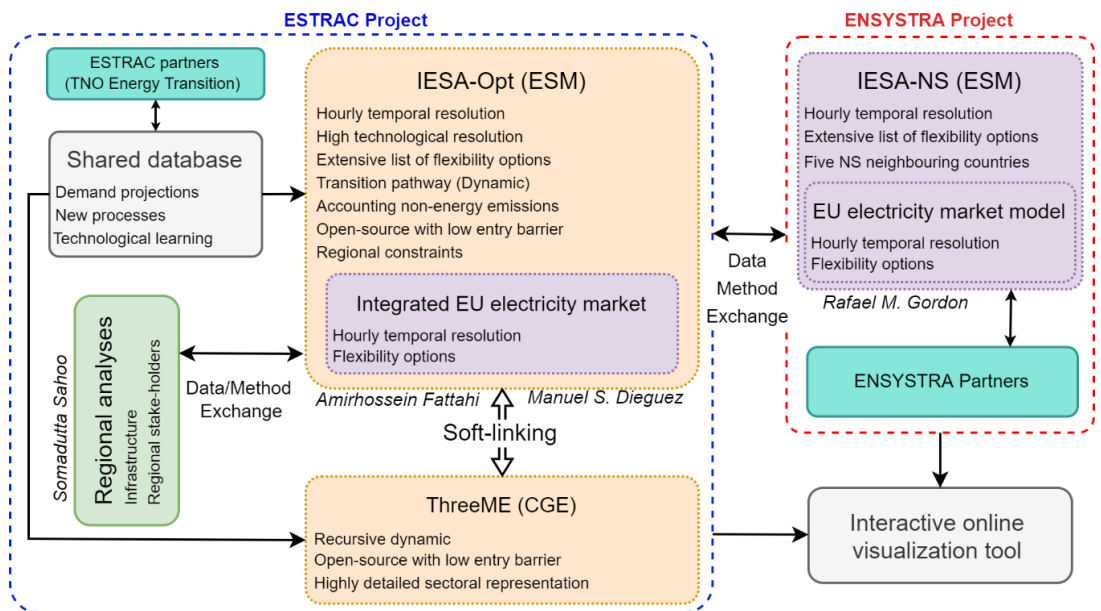 ESTRAC Project
ESTRAC partners
(TNO Energy Transition)
Shared database
Demand projections
New processes
Technological learning
Somadutta Sahoo
Regional analyses
Infrastructure
Regional stake-holders
Data/Method
Exchange
IESA-Opt (ESM)
Hourly temporal resolution
High technological resolution
Extensive list of flexibility options
Transition pathway (Dynamic)
Accounting non-energy emissions
Open-source with low entry barrier
Regional constraints
Integrated EU electricity market
Hourly temporal resolution
Flexibility options
Amirhossein Fattahi
Manuel S. Dieguez
Soft-linking
ThreeME (CGE)
Recursive dynamic
Open-source with low entry barrier
Highly detailed sectoral representation
Data
Method
Exchange
ENSYSTRA Project
IESA-NS (ESM)
Hourly temporal resolution
Extensive list of flexibility options
Five NS neighbouring countries
EU electricity market model
Hourly temporal resolution
Flexibility options
Rafael M. Gordon
ENSYSTRA Partners
Interactive online
visualization tool